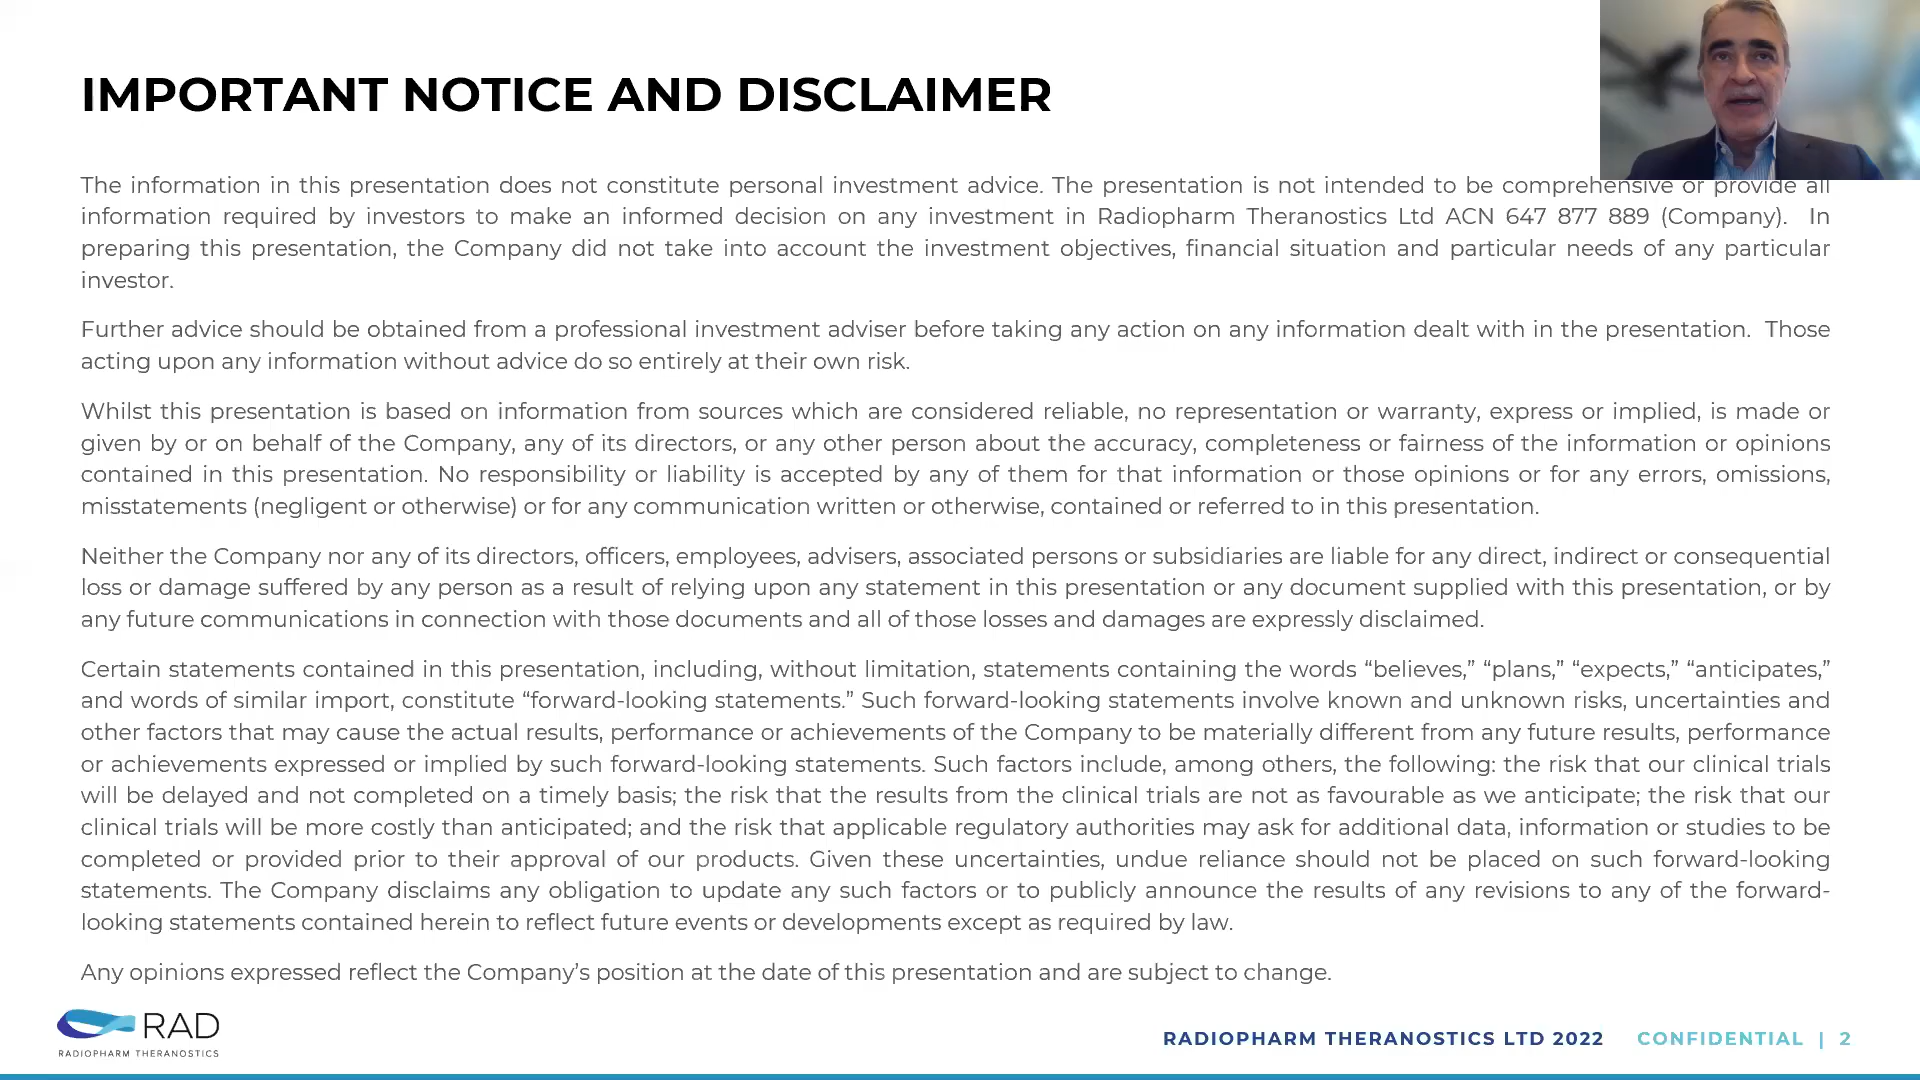 IMPORTANT NOTICE AND DISCLAIMER
The information in this presentation does not constitute personal investment advice. The presentation is not intended to be comprehensive or provide all
information required by investors to make an informed decision on any investment in Radiopharm Theranostics Ltd ACN 647 877 889 (Company).  In
preparing this presentation, the Company did not take into account the investment objectives, financial situation and particular needs of any particular
investor.
Further advice should be obtained from a professional investment adviser before taking any action on any information dealt with in the presentation.  Those
acting upon any information without advice do so entirely at their own risk.
Whilst this presentation is based on information from sources which are considered reliable, no representation or warranty, express or implied, is made or
given by or on behalf of the Company, any of its directors, or any other person about the accuracy, completeness or fairness of the information or opinions
contained in this presentation. No responsibility or liability is accepted by any of them for that information or those opinions or for any errors, omissions,
misstatements (negligent or otherwise) or for any communication written or otherwise, contained or referred to in this presentation.
Neither the Company nor any of its directors, officers, employees, advisers, associated persons or subsidiaries are liable for any direct, indirect or consequential
loss or damage suffered by any person as a result of relying upon any statement in this presentation or any document supplied with this presentation, or by
any future communications in connection with those documents and all of those losses and damages are expressly disclaimed.
Certain statements contained in this presentation, including, without limitation, statements containing the words “believes,” “plans,” “expects,” “anticipates,”
and words of similar import, constitute “forward-looking statements.” Such forward-looking statements involve known and unknown risks, uncertainties and
other factors that may cause the actual results, performance or achievements of the Company to be materially different from any future results, performance
or achievements expressed or implied by such forward-looking statements. Such factors include, among others, the following: the risk that our clinical trials
will be delayed and not completed on a timely basis; the risk that the results from the clinical trials are not as favourable as we anticipate; the risk that our
clinical trials will be more costly than anticipated; and the risk that applicable regulatory authorities may ask for additional data, information or studies to be
completed or provided prior to their approval of our products. Given these uncertainties, undue reliance should not be placed on such forward-looking
statements. The Company disclaims any obligation to update any such factors or to publicly announce the results of any revisions to any of the forward-
looking statements contained herein to reflect future events or developments except as required by law.
Any opinions expressed reflect the Company’s position at the date of this presentation and are subject to change.
RAD
RADIOPHARM THERANOSTICS
RADIOPHARM THERANOSTICS LTD 2022 CONFIDENTIAL | 2